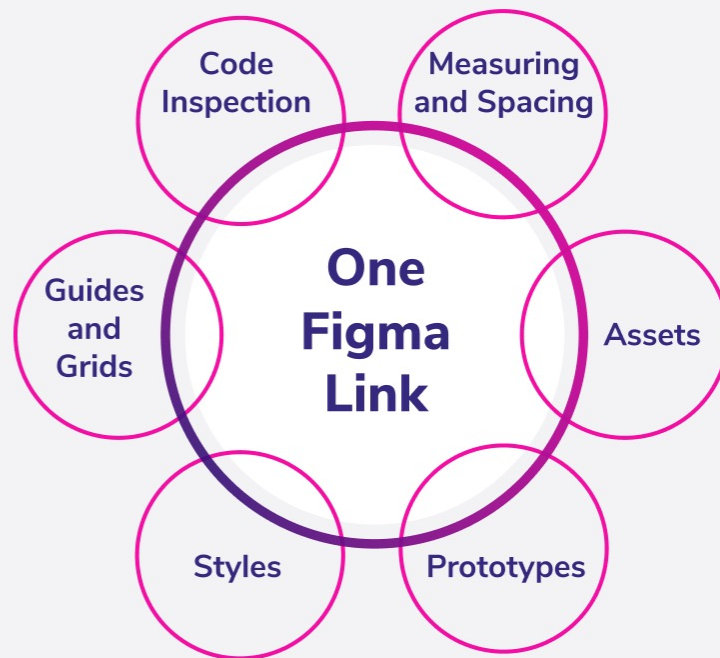 Code
Inspection
Measuring
and Spacing
Guides
and
Grids
One
Figma
Link
Assets
Styles
Prototypes